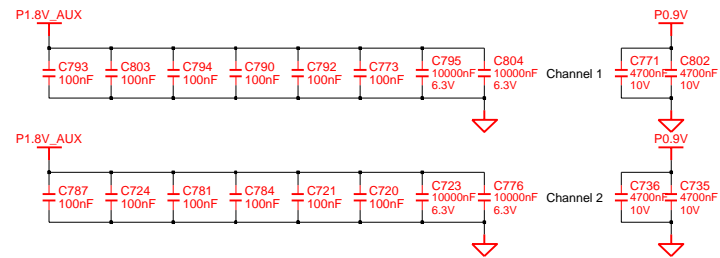 P1.8V_AUX P0.9V
C793 C803 C794 C790 C792 C773 C795 C804 C771 C802
100nF 100nF 100nF 100nF 100nF 100nF 10000nF 10000nF Channel 1 4700nF 4700nF
6.3V 6.3V 10V 10V
P1.8V_AUX P0.9V
C787 C724 C781 C784 C721 C720 C723 C776 C736 C735
100nF 100nF 100nF 100nF 100nF 100nF 10000nF 10000nF Channel 2 4700nF 4700nF
6.3V 6.3V 10V 10V